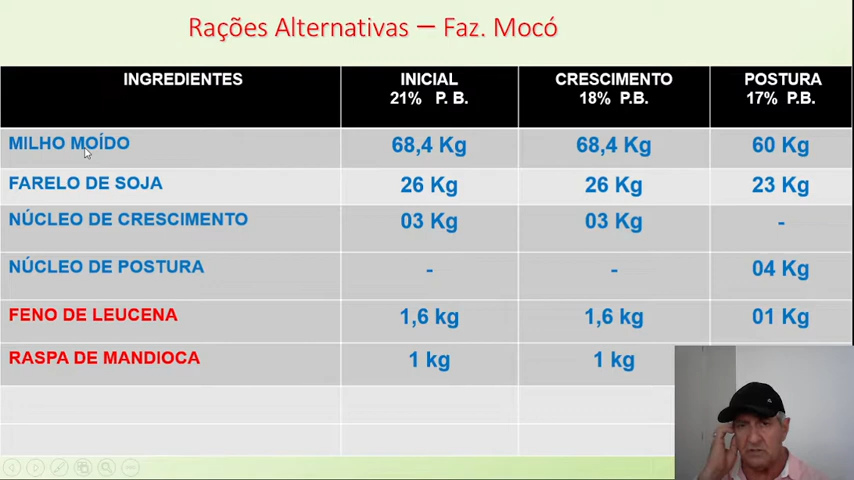 Rações Alternativas – Faz. Mocó
INGREDIENTES INICIAL 21% P. B. CRESCIMENTO 18% P.B. POSTURA 17% P.B.
MILHO MOÍDO 68,4 Kg 68,4 Kg 60 Kg
FARELO DE SOJA 26 Kg 26 Kg 23 Kg
NÚCLEO DE CRESCIMENTO 03 Kg 03 Kg -
NÚCLEO DE POSTURA - - 04 Kg
FENO DE LEUCENA 1,6 kg 1,6 kg 01 Kg
RASPA DE MANDIOCA 1 kg 1 kg